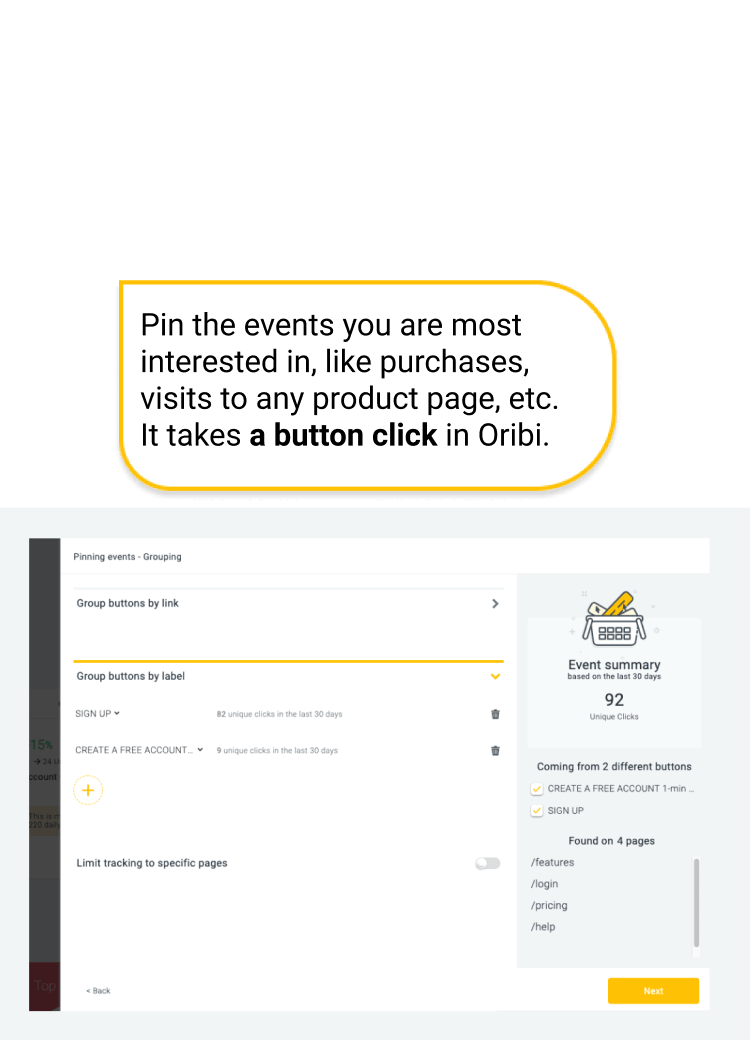 Pin the events you are most
interested in, like purchases,
visits to any product page, etc.
It takes a button click in Oribi.
Pinning events - Grouping
Group buttons by link
Group buttons by label
SIGN UP
82 unique clicks in the last 30 days
CREATE A FREE ACCOUNT...
9 unique clicks in the last 30 days
Limit tracking to specific pages
< Back
Event summary
based on the last 30 days
92
Unique Clicks
Coming from 2 different buttons
CREATE A FREE ACCOUNT 1-min ...
SIGN UP
Found on 4 pages
/features
/login
/pricing
/help
Next
15%
→ 24
ccount
This is
220 daily
Top